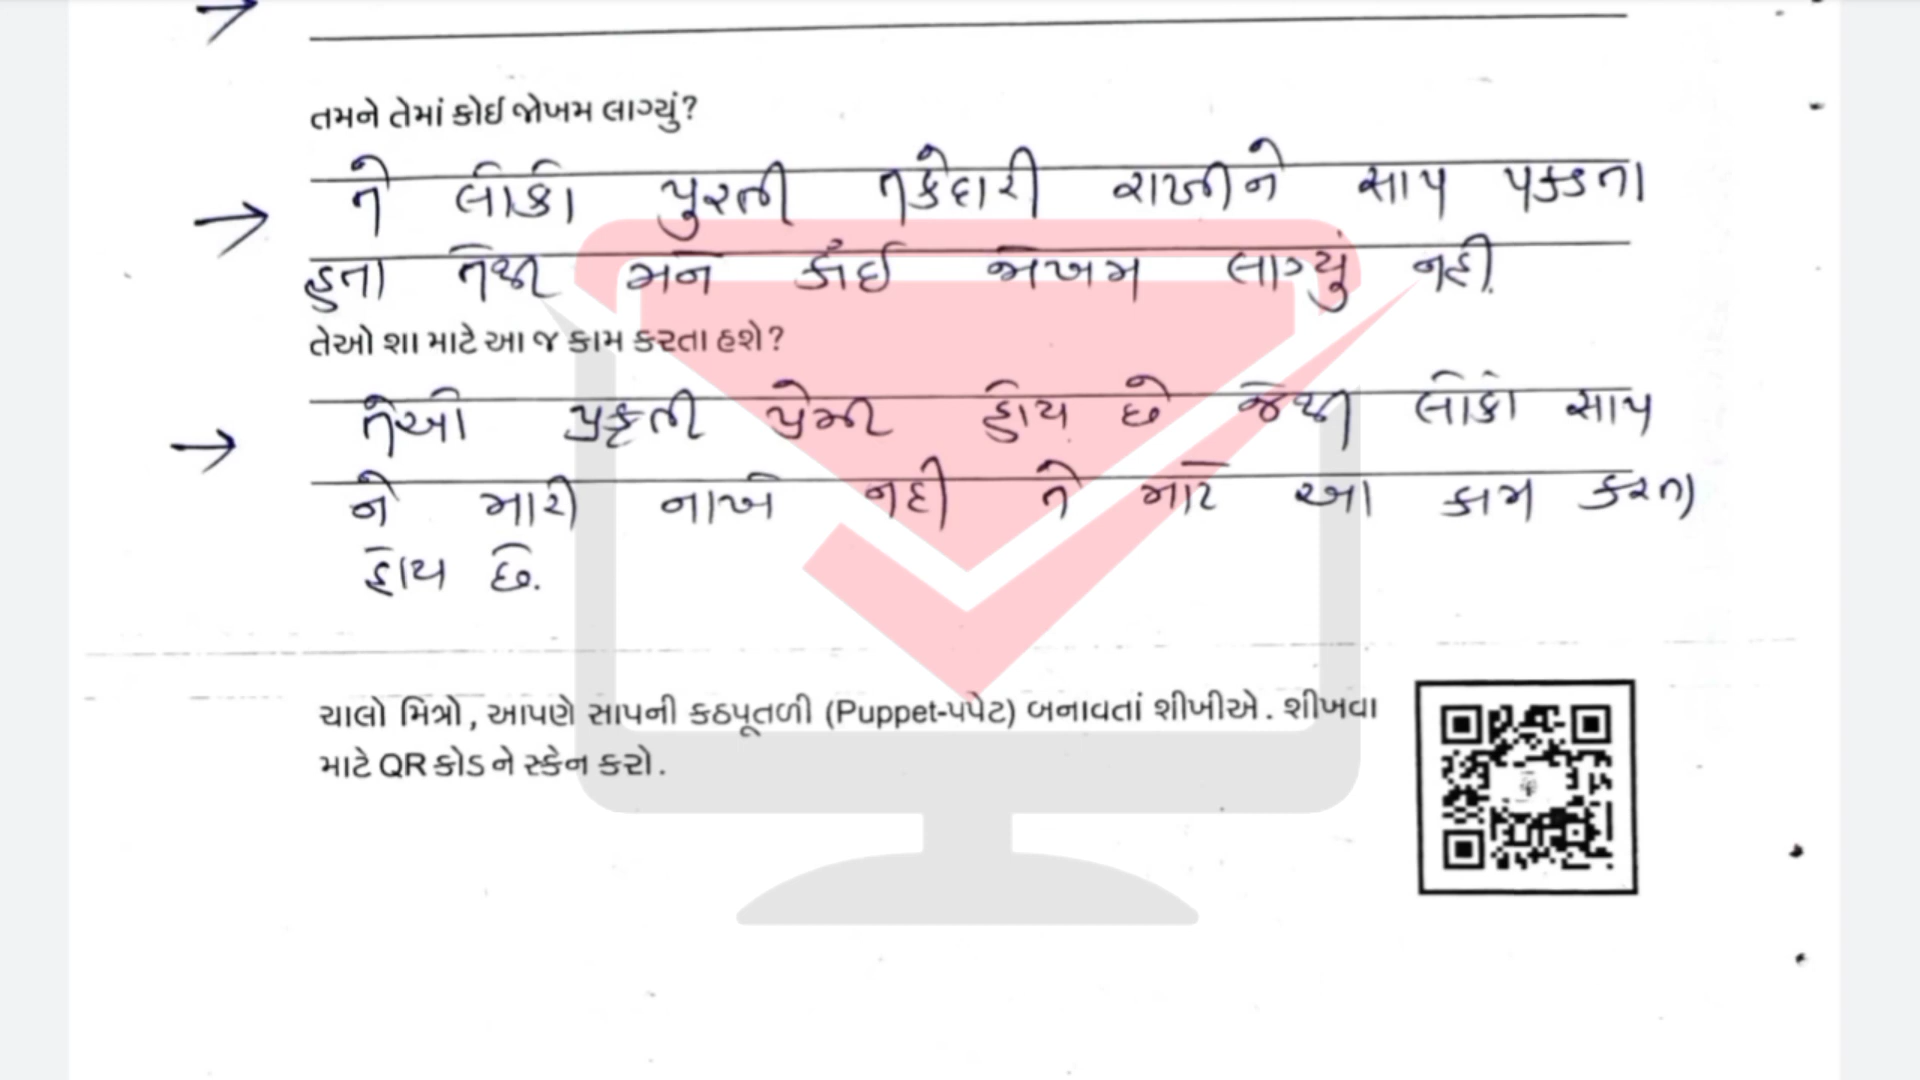 તમને તેમાં કોઈ જોખમ લાગ્યું?
તે લોકો પુરતી તકેદારી રાખીને સાપ પકડતા
હતા તેથી મને કોઈ જોખમ લાગ્યું નહી.
તેઓ શા માટે આ જ કામ કરતા હશે?
તેઓ પ્રકૃતી પ્રેમી હોય છે જેથી લોકો સાપ
ને મારી નાખે નહી તે માટે આ કામ કરતા
હોય છે.
ચાલો મિત્રો, આપણે સાપની કઠપૂતળી (Puppet-પપેટ) બનાવતાં શીખીએ. શીખવા
માટે QR કોડ ને સ્કેન કરો.